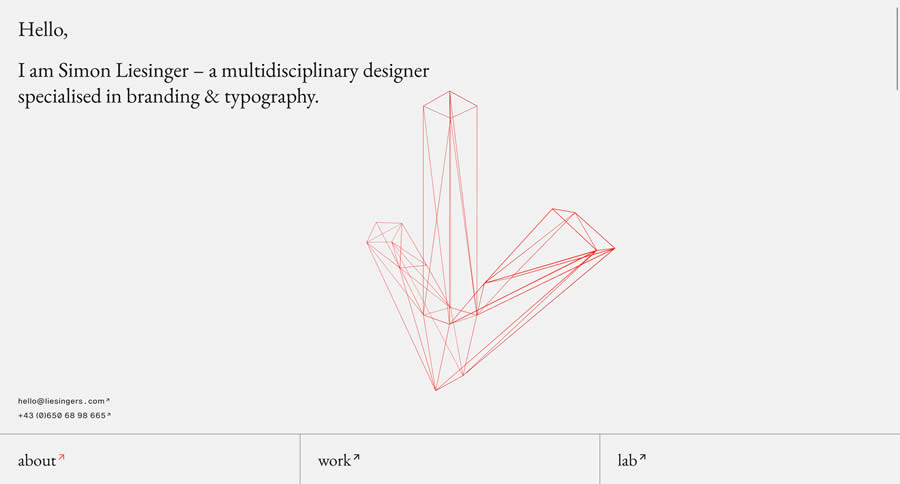 Hello,
I am Simon Liesinger – a multidisciplinary designer
specialised in branding & typography.
hello@liesingers.com↗
+43 (0)650 68 98 665↗
about↗
work↗
lab↗